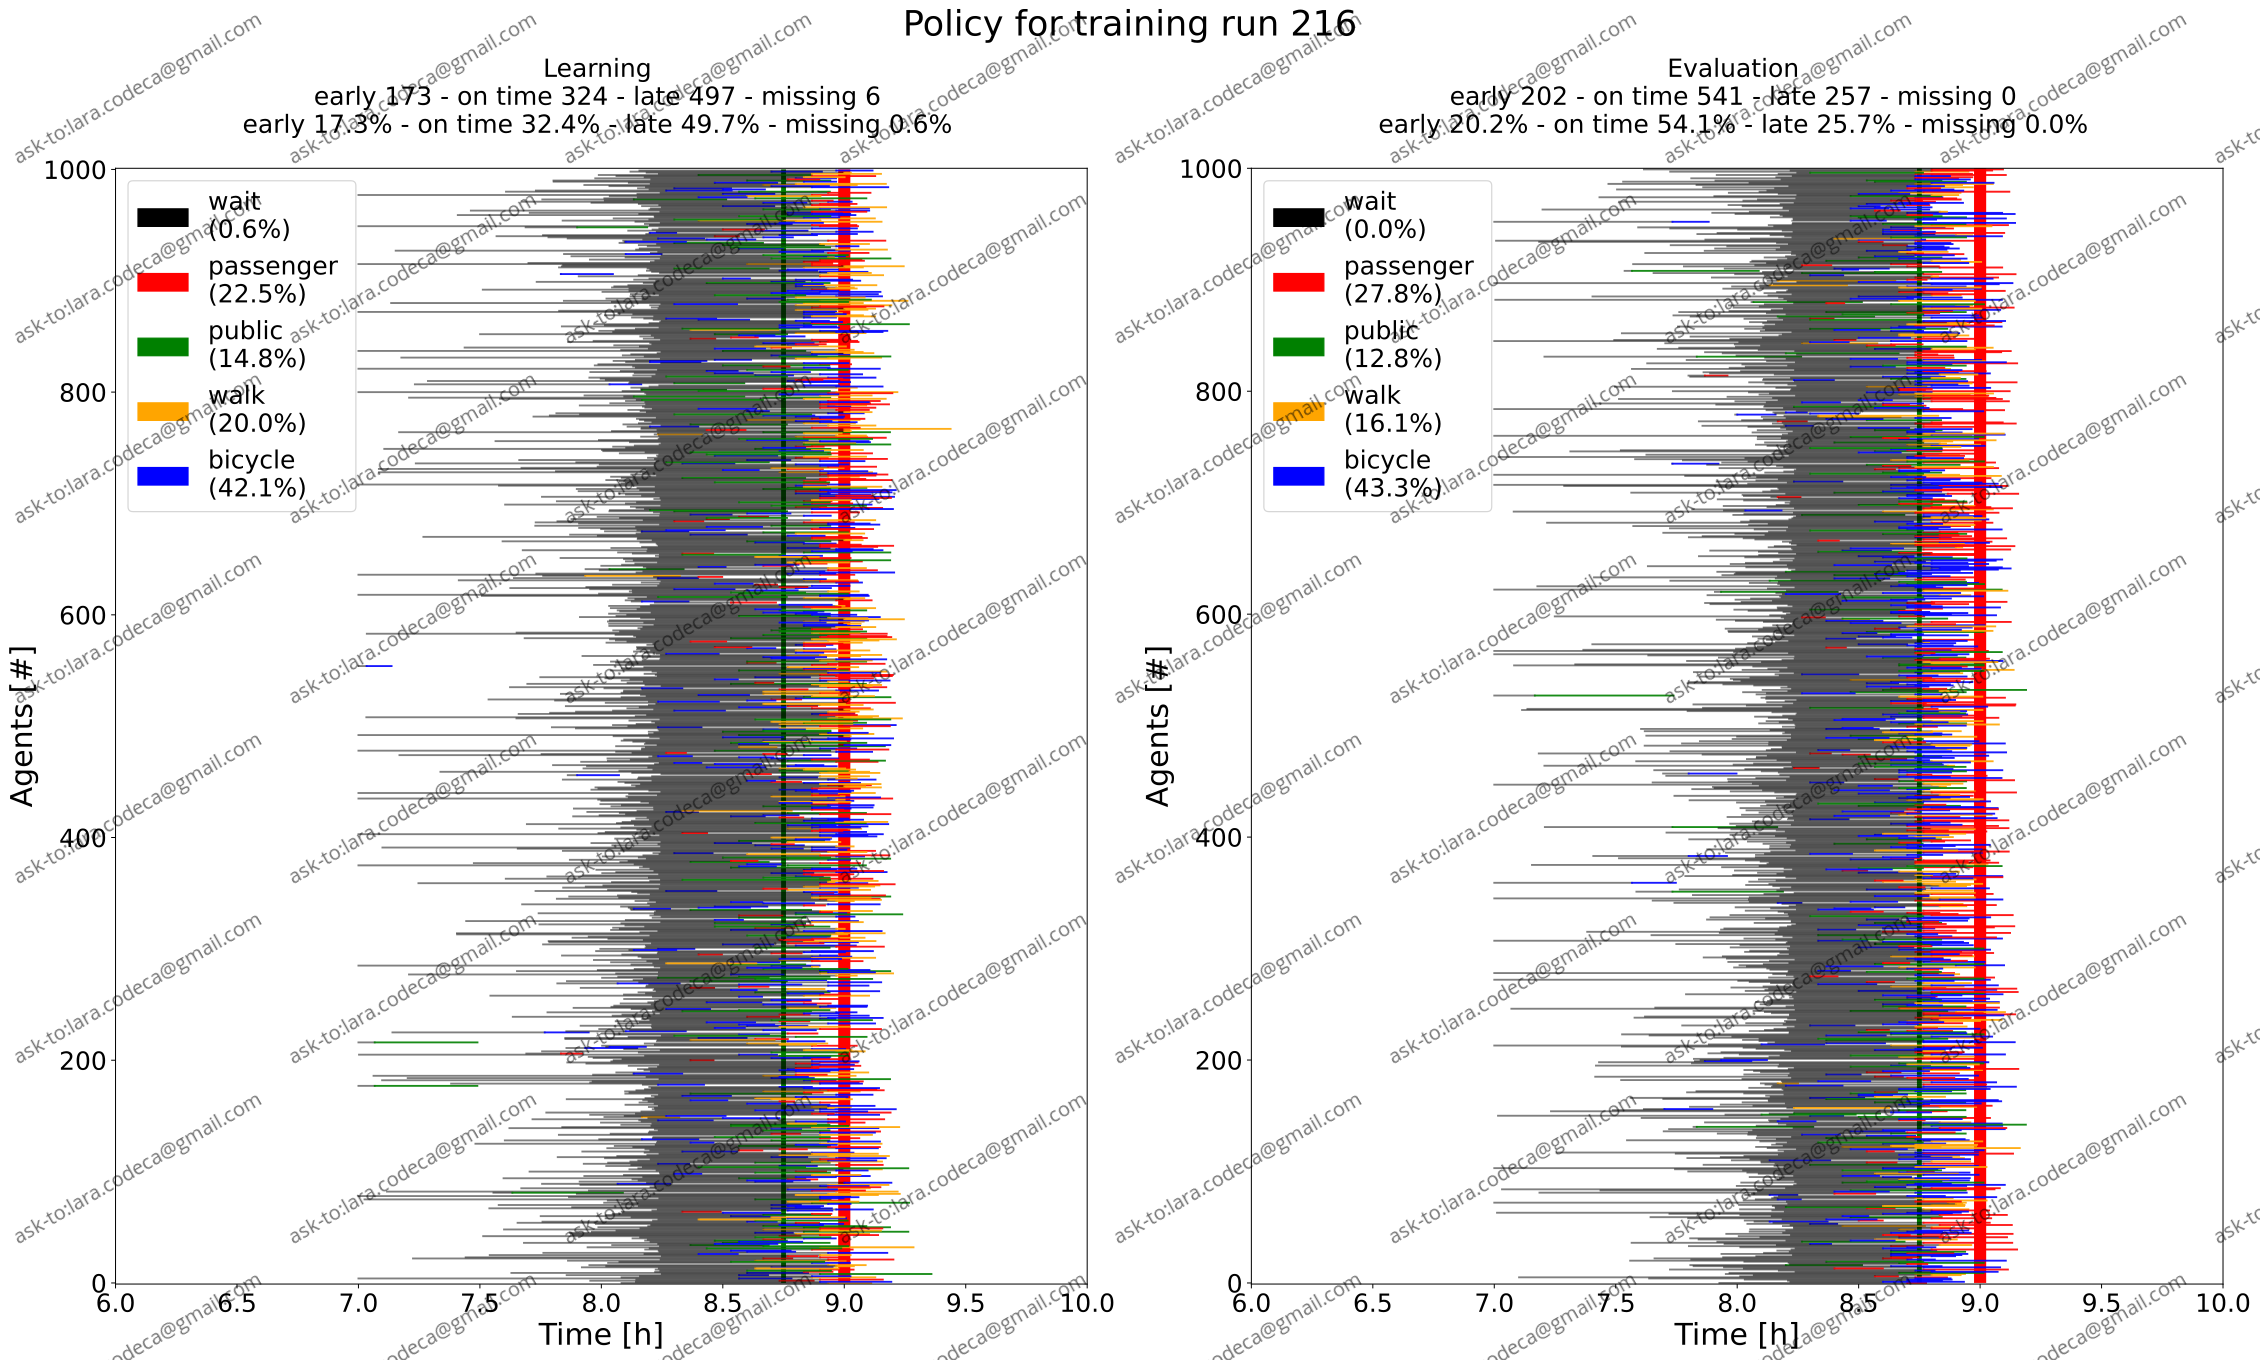 Policy for training run 216
Learning
early 173 - on time 324 - late 497 - missing 6
early 17.3% - on time 32.4% - late 49.7% - missing 0.6%
Agents [#]
1000
800
600
400
200
0
wait
(0.6%)
passenger
(22.5%)
public
(14.8%)
walk
(20.0%)
bicycle
(42.1%)
6.0 6.5 7.0 7.5 8.0 8.5 9.0 9.5 10.0
Time [h]
Evaluation
early 202 - on time 541 - late 257 - missing 0
early 20.2% - on time 54.1% - late 25.7% - missing 0.0%
Agents [#]
1000
800
600
400
200
0
wait
(0.0%)
passenger
(27.8%)
public
(12.8%)
walk
(16.1%)
bicycle
(43.3%)
6.0 6.5 7.0 7.5 8.0 8.5 9.0 9.5 10.0
Time [h]
ask-to:lara.codeca@gmail.com